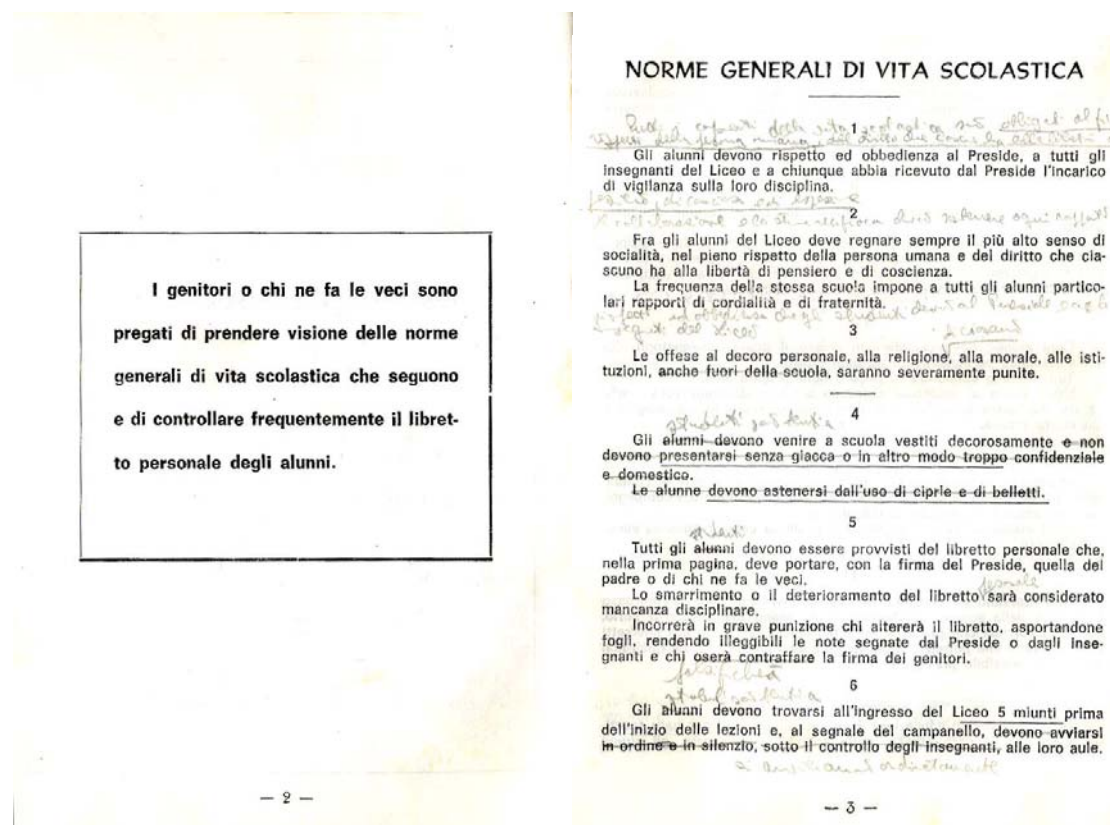 I genitori o chi ne fa le veci sono
pregati di prendere visione delle norme
generali di vita scolastica che seguono
e di controllare frequentemente il libret-
to personale degli alunni.
— 2 —
NORME GENERALI DI VITA SCOLASTICA
1
Gli alunni devono rispetto ed obbedienza al Preside, a tutti gli
insegnanti del Liceo e a chiunque abbia ricevuto dal Preside l'incarico
di vigilanza sulla loro disciplina.
2
Fra gli alunni del Liceo deve regnare sempre il più alto senso di
socialità, nel pieno rispetto della persona umana e del diritto che cia-
scuno ha alla libertà di pensiero e di coscienza.
La frequenza della stessa scuola impone a tutti gli alunni partico-
lari rapporti di cordialità e di fraternità.
3
Le offese al decoro personale, alla religione, alla morale, alle isti-
tuzioni, anche fuori della scuola, saranno severamente punite.
4
Gli alunni devono venire a scuola vestiti decorosamente e non
devono presentarsi senza giacca o in altro modo troppo confidenziale
e domestico.
Le alunne devono astenersi dall'uso di ciprie e di belletti.
5
studenti
Tutti gli alunni devono essere provvisti del libretto personale che,
nella prima pagina, deve portare, con la firma del Preside, quella del
padre o di chi ne fa le veci.
personale
Lo smarrimento o il deterioramento del libretto sarà considerato
mancanza disciplinare.
Incorrerà in grave punizione chi altererà il libretto, asportandone
fogli, rendendo illeggibili le note segnate dal Preside o dagli inse-
gnanti e chi oserà contraffare la firma dei genitori.
falsificherà
6
Gli alunni devono trovarsi all'ingresso del Liceo 5 miunti prima
dell'inizio delle lezioni e, al segnale del campanello, devono avviarsi
in ordine e in silenzio, sotto il controllo degli insegnanti, alle loro aule.
— 3 —